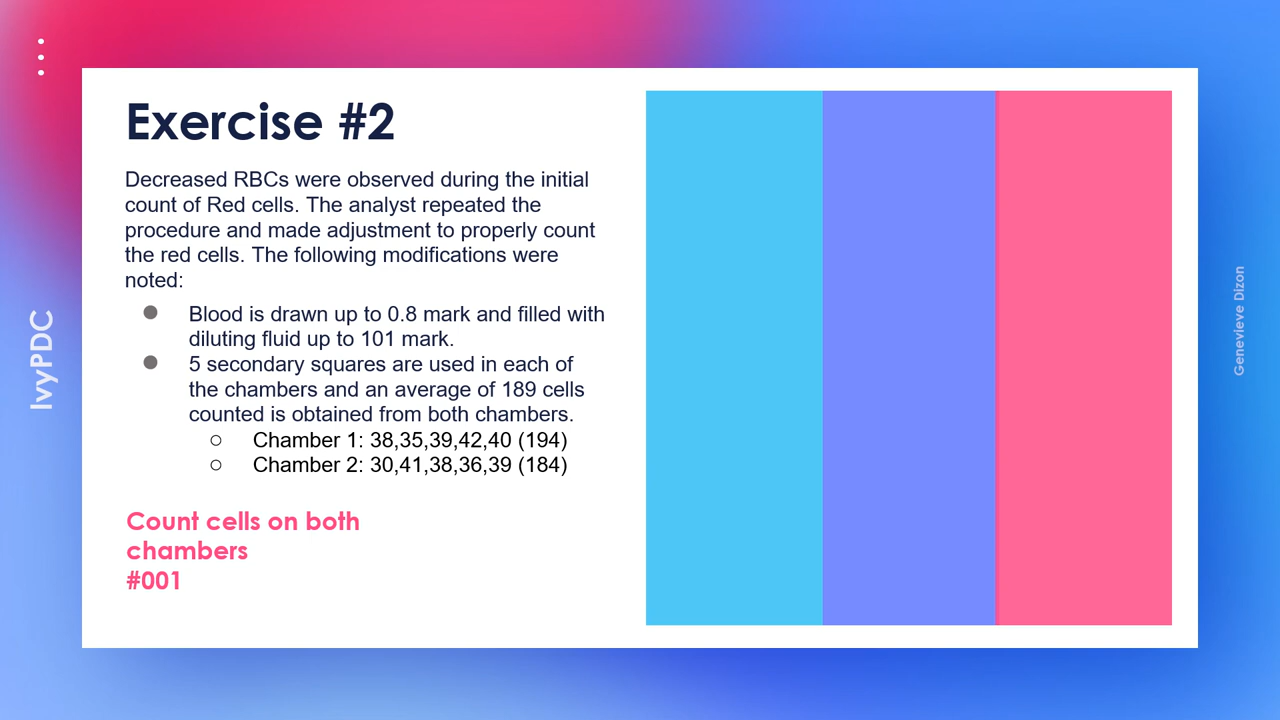 Exercise #2
Decreased RBCs were observed during the initial
count of Red cells. The analyst repeated the
procedure and made adjustment to properly count
the red cells. The following modifications were
noted:
● Blood is drawn up to 0.8 mark and filled with
diluting fluid up to 101 mark.
● 5 secondary squares are used in each of
the chambers and an average of 189 cells
counted is obtained from both chambers.
○ Chamber 1: 38,35,39,42,40 (194)
○ Chamber 2: 30,41,38,36,39 (184)
Count cells on both
chambers
#001
IvyPDC
Genevieve Dizon